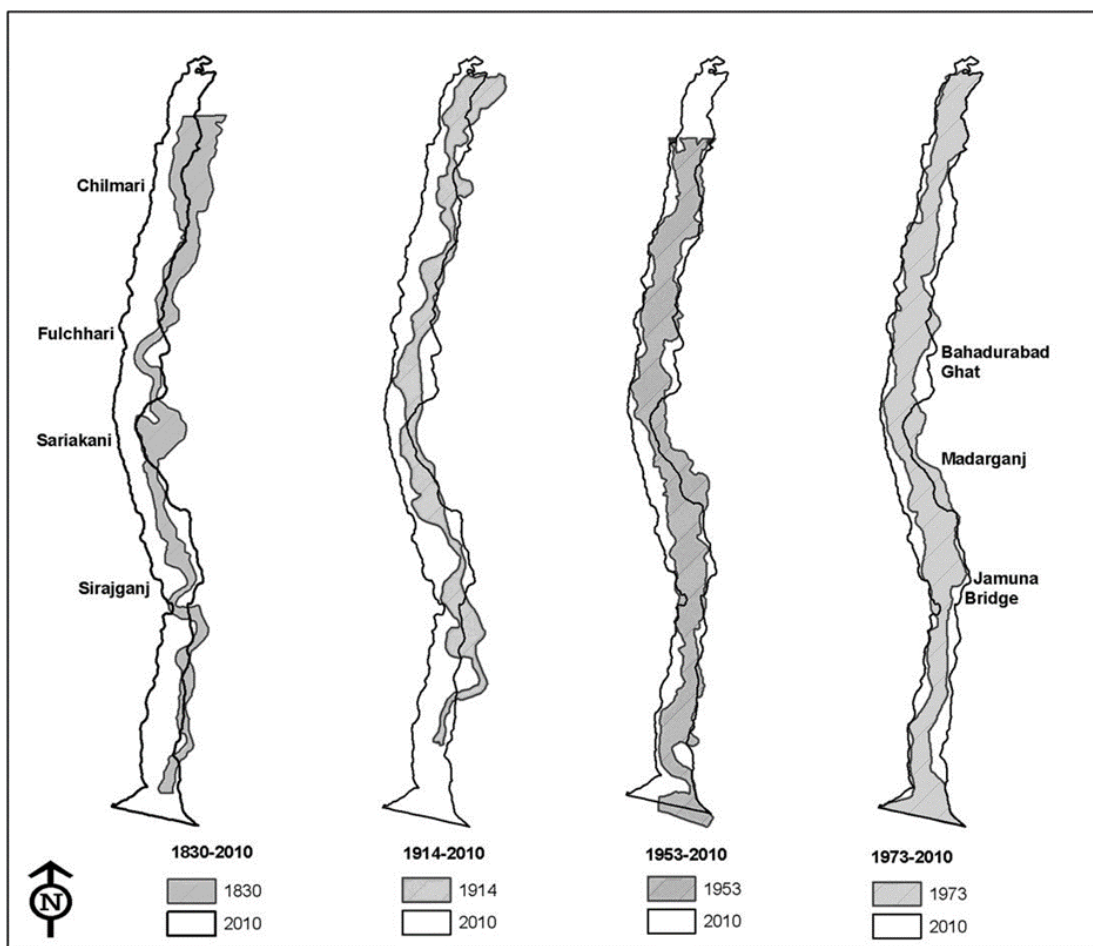 Chilmari
Fulchhari
Bahadurabad
Ghat
Sariakani
Madarganj
Sirajganj
Jamuna
Bridge
1830-2010
1914-2010
1953-2010
1973-2010
1830
1914
1953
1973
2010
2010
2010
2010
N